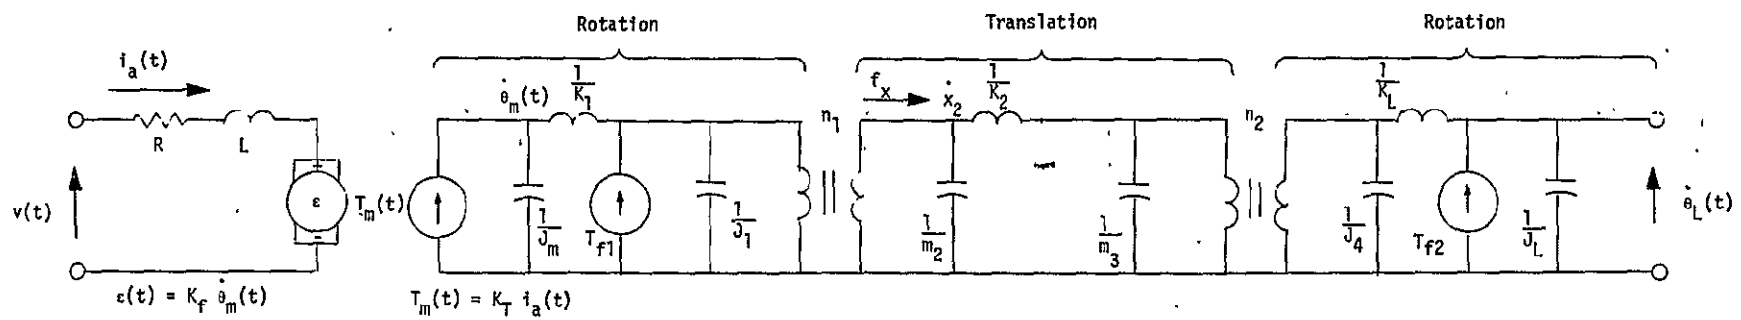 Rotation
Translation
Rotation
i_a(t)
R
L
v(t)
ε
ε(t) = K_f θ̇_m(t)
T_m(t)
T_m(t) = K_T i_a(t)
θ̇_m(t)
1/K_1
1/J_m
T_f1
1/J_1
n_1
f_x
ẋ_2
1/K_2
1/m_2
1/m_3
n_2
1/K_L
1/J_4
T_f2
1/J_L
θ̇_L(t)